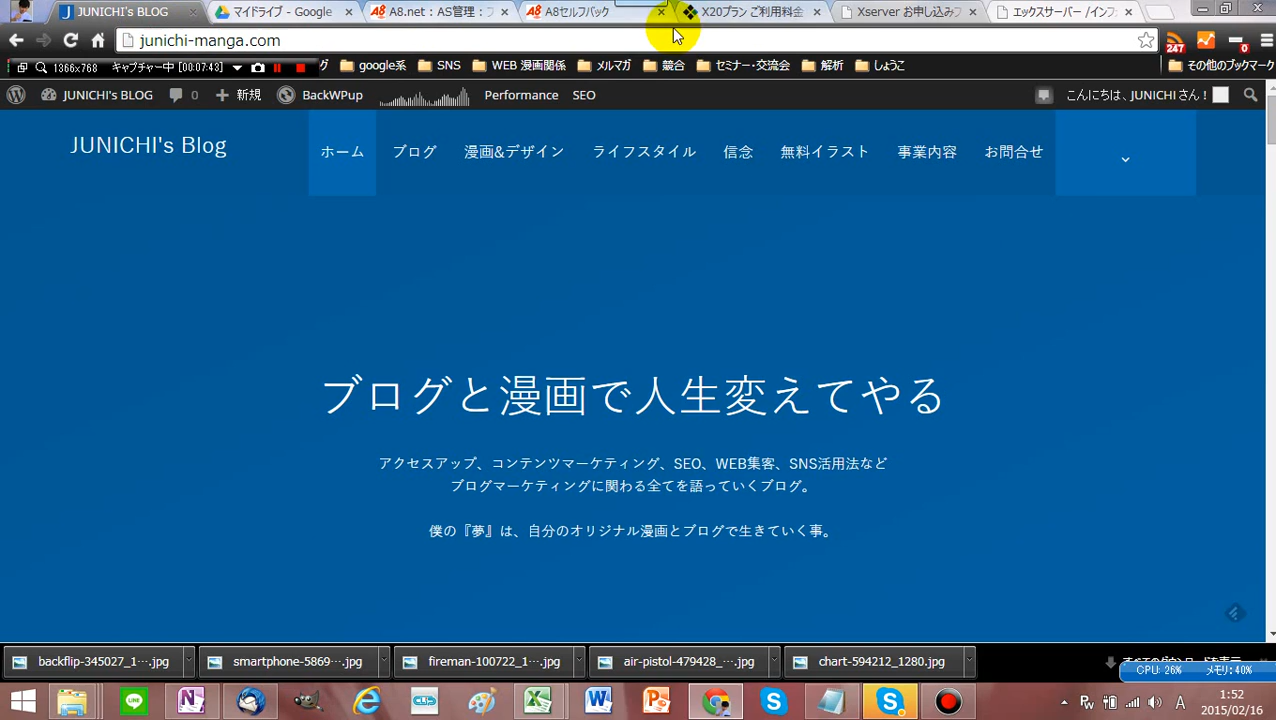 JUNICHI's BLOG
マイドライブ - Google
A8.net：AS管理：フ
A8セルフバック
X20プラン ご利用料金
Xserver お申し込みフ
エックスサーバー /インフ
junichi-manga.com
247
0
1366x768 キャプチャー中 [00:07:43]
グ
google系
SNS
WEB 漫画関係
メルマガ
競合
セミナー・交流会
解析
しょうこ
その他のブックマーク
JUNICHI's BLOG
0
新規
BackWPup
Performance
SEO
こんにちは、JUNICHI さん！
JUNICHI's Blog
ホーム
ブログ
漫画&デザイン
ライフスタイル
信念
無料イラスト
事業内容
お問合せ
ブログと漫画で人生変えてやる
アクセスアップ、コンテンツマーケティング、SEO、WEB集客、SNS活用法など
ブログマーケティングに関わる全てを語っていくブログ。
僕の『夢』は、自分のオリジナル漫画とブログで生きていく事。
backflip-345027_1....jpg
smartphone-5869....jpg
fireman-100722_1....jpg
air-pistol-479428_....jpg
chart-594212_1280.jpg
CPU: 26%
メモリ: 40%
LINE
CLIP
A
1:52
2015/02/16